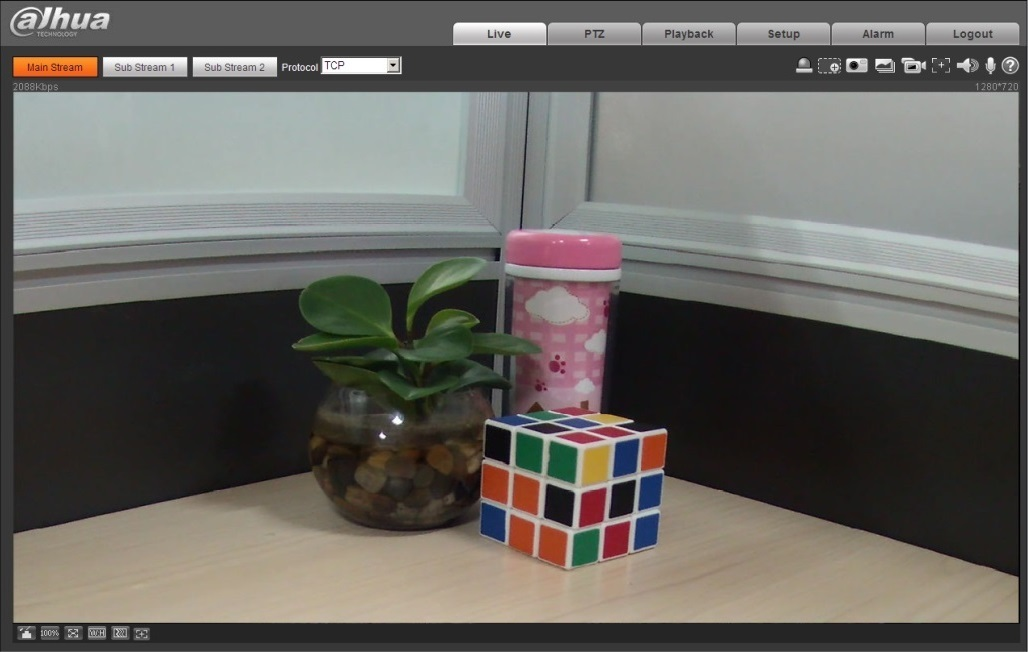 alhua
TECHNOLOGY
Live
PTZ
Playback
Setup
Alarm
Logout
Main Stream
Sub Stream 1
Sub Stream 2
Protocol
TCP
2088Kbps
1280*720
100%
W:H